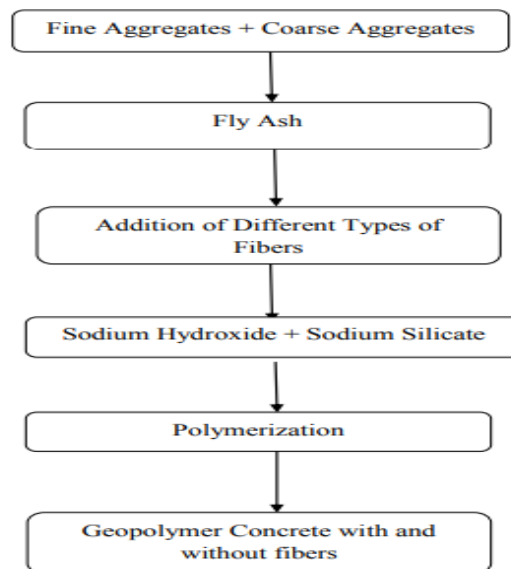 Fine Aggregates + Coarse Aggregates
Fly Ash
Addition of Different Types of
Fibers
Sodium Hydroxide + Sodium Silicate
Polymerization
Geopolymer Concrete with and
without fibers